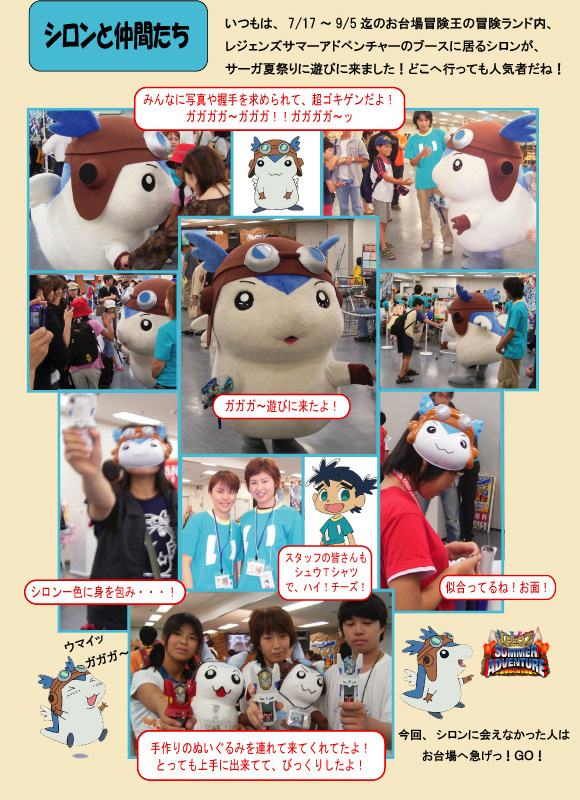 シロンと仲間たち
いつもは、7/17 ～ 9/5 迄のお台場冒険王の冒険ランド内、
レジェンズサマーアドベンチャーのブースに居るシロンが、
サーガ夏祭りに遊びに来ました！どこへ行っても人気者だね！
みんなに写真や握手を求められて、超ゴキゲンだよ！
ガガガガ～ガガガ！！ガガガガ～ッ
ガガガ～遊びに来たよ！
スタッフの皆さんも
シュウTシャツ
で、ハイ！チーズ！
シロン一色に身を包み・・・！
似合ってるね！お面！
ウマイッ
ガガガ～
手作りのぬいぐるみを連れて来てくれてたよ！
とっても上手に出来てて、びっくりしたよ！
レジェンズ
SUMMER
ADVENTURE
今回、シロンに会えなかった人は
お台場へ急げっ！GO！